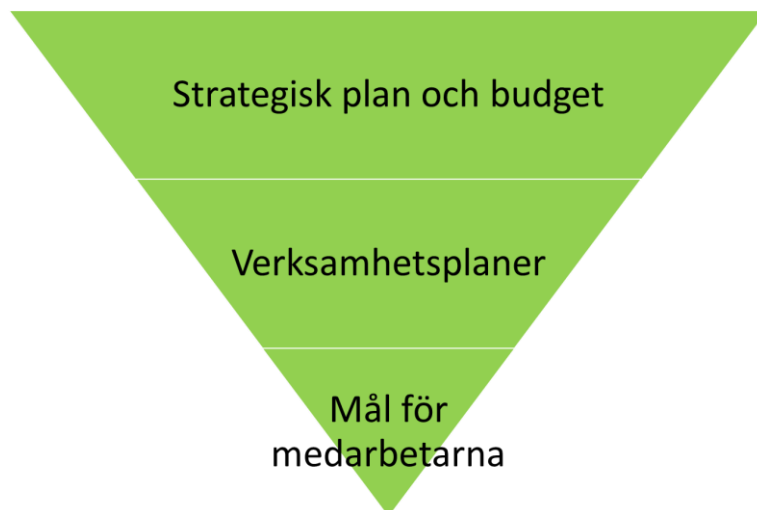 Strategisk plan och budget
Verksamhetsplaner
Mål för
medarbetarna